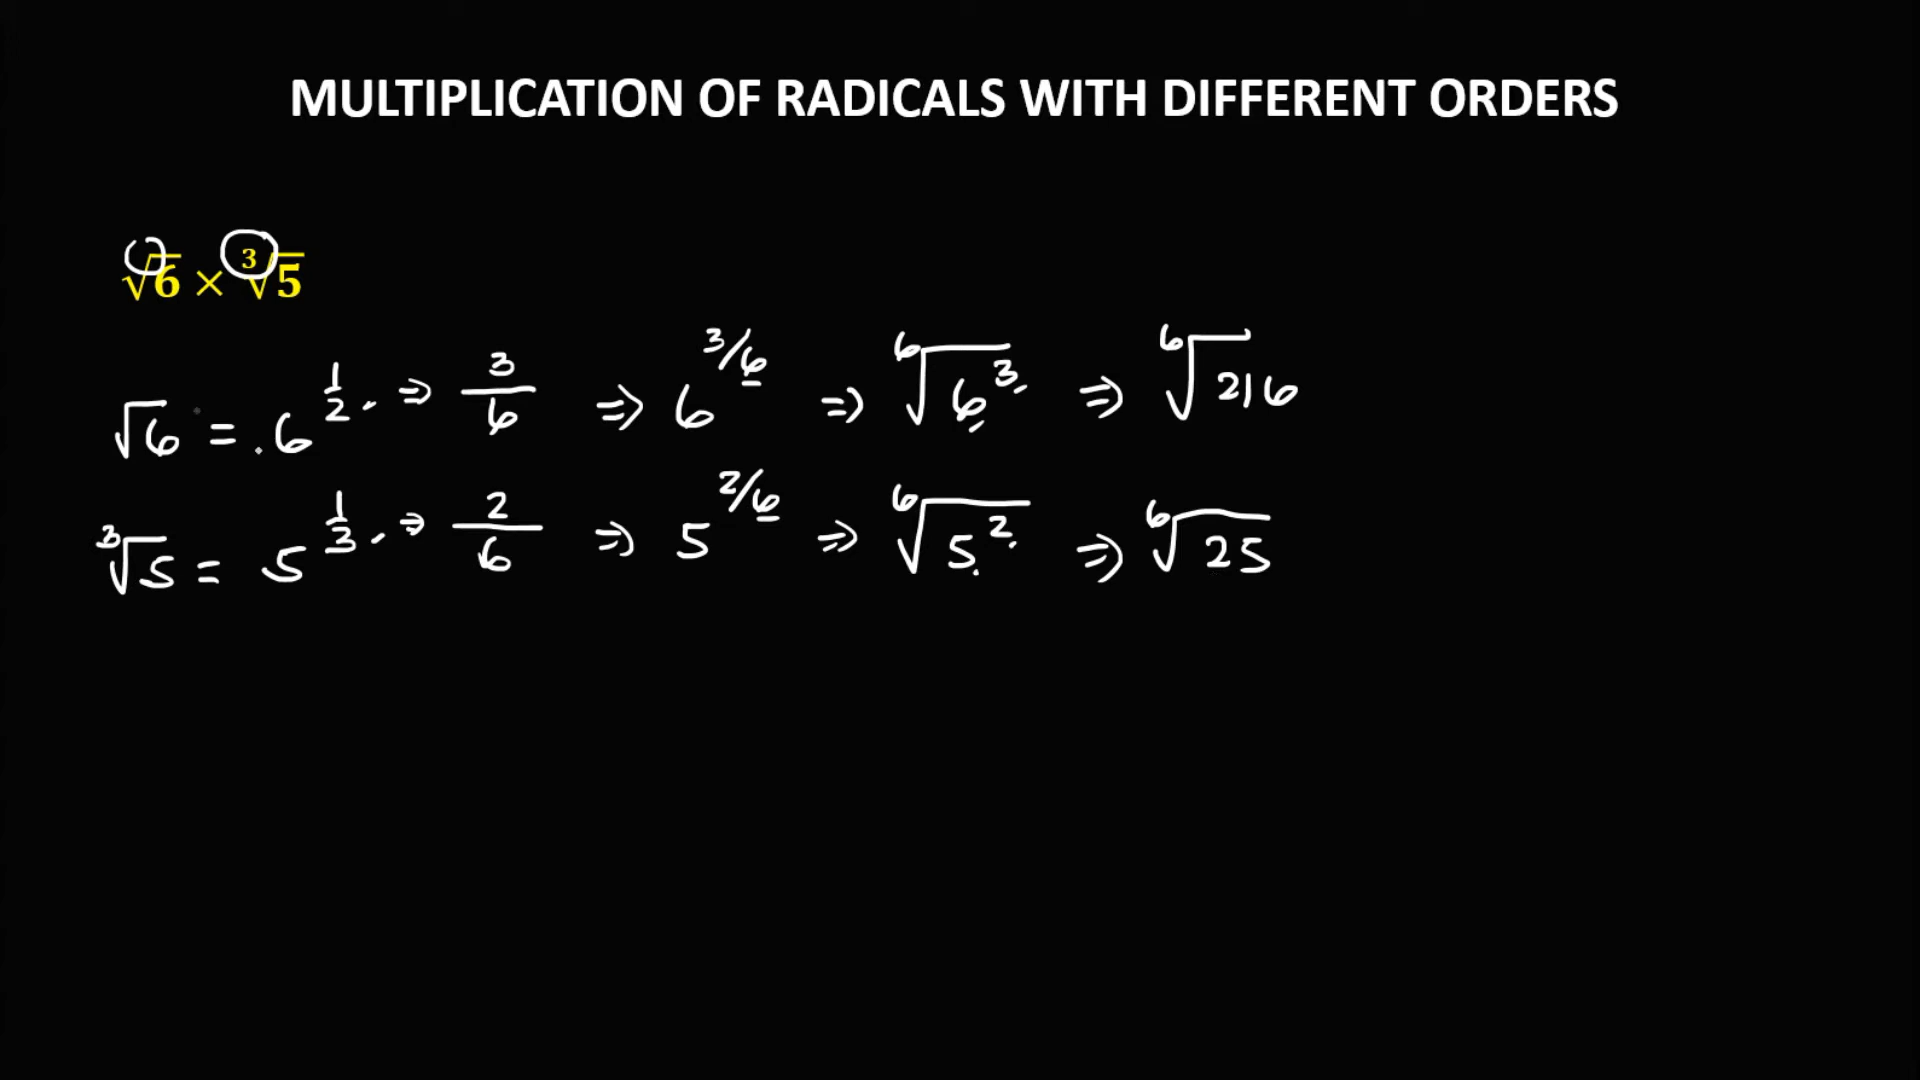 MULTIPLICATION OF RADICALS WITH DIFFERENT ORDERS
√6 × ∛5
√6 = .6^(1/2) . ⇒ 3/6 ⇒ 6^(3/6) ⇒ ⁶√(6³) ⇒ ⁶√216
∛5 = 5^(1/3) . ⇒ 2/6 ⇒ 5^(2/6) ⇒ ⁶√(5²) ⇒ ⁶√25